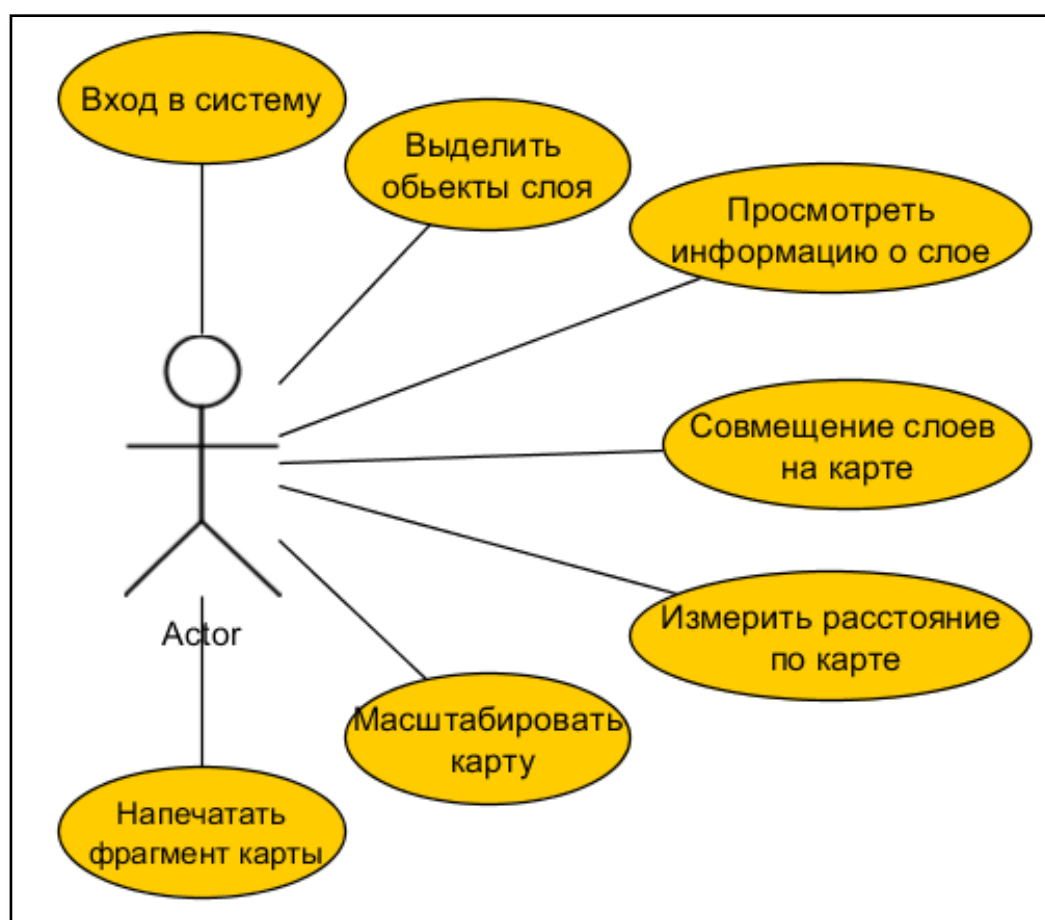 Вход в систему
Выделить
обьекты слоя
Просмотреть
информацию о слое
Совмещение слоев
на карте
Измерить расстояние
по карте
Actor
Масштабировать
карту
Напечатать
фрагмент карты